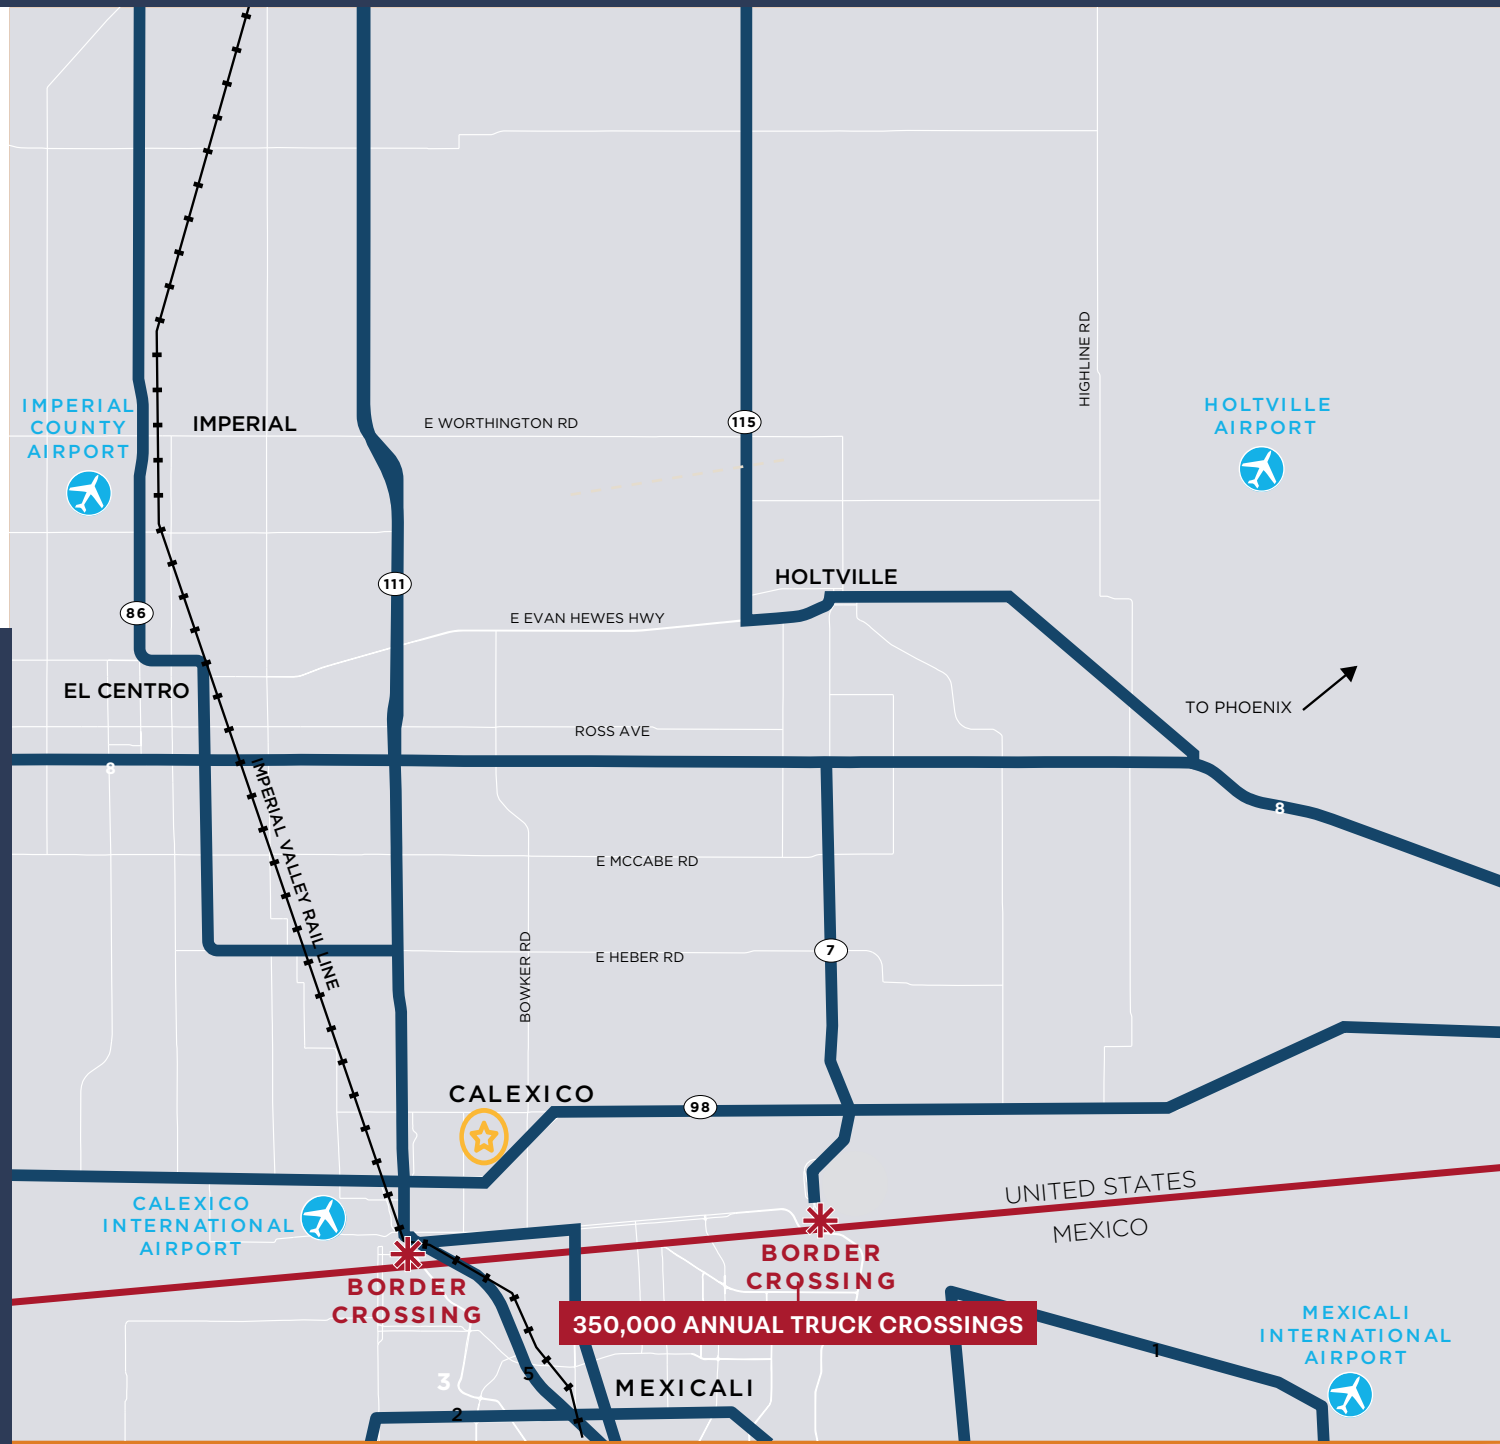 HIGHLINE RD
IMPERIAL
COUNTY
AIRPORT
IMPERIAL
E WORTHINGTON RD
115
HOLTVILLE
AIRPORT
111
HOLTVILLE
86
E EVAN HEWES HWY
EL CENTRO
TO PHOENIX
ROSS AVE
8
8
IMPERIAL VALLEY RAIL LINE
E MCCABE RD
BOWKER RD
E HEBER RD
7
CALEXICO
98
UNITED STATES
MEXICO
CALEXICO
INTERNATIONAL
AIRPORT
BORDER
CROSSING
BORDER
CROSSING
350,000 ANNUAL TRUCK CROSSINGS
MEXICALI
INTERNATIONAL
AIRPORT
1
3
5
MEXICALI
2